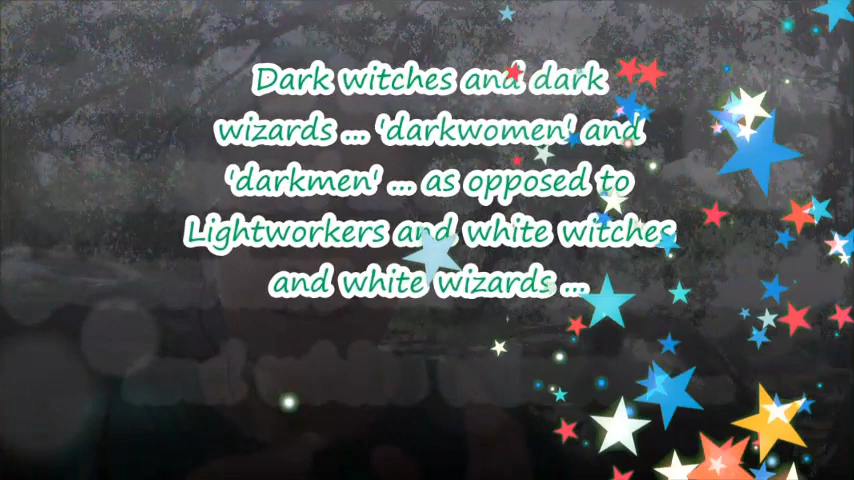 Dark witches and dark
wizards ... 'darkwomen' and
'darkmen' ... as opposed to
Lightworkers and white witches
and white wizards ...